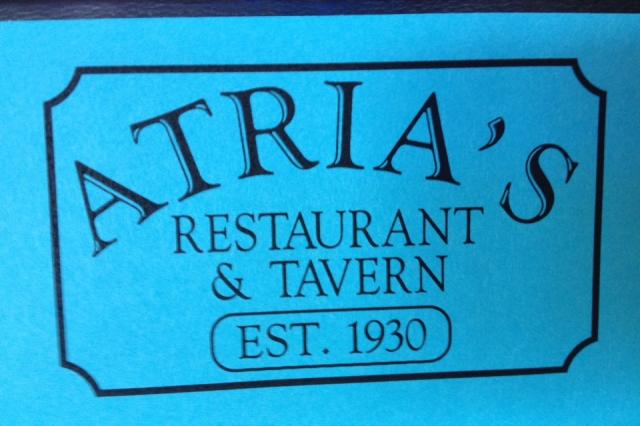 ATRIA'S
RESTAURANT
& TAVERN
EST. 1930